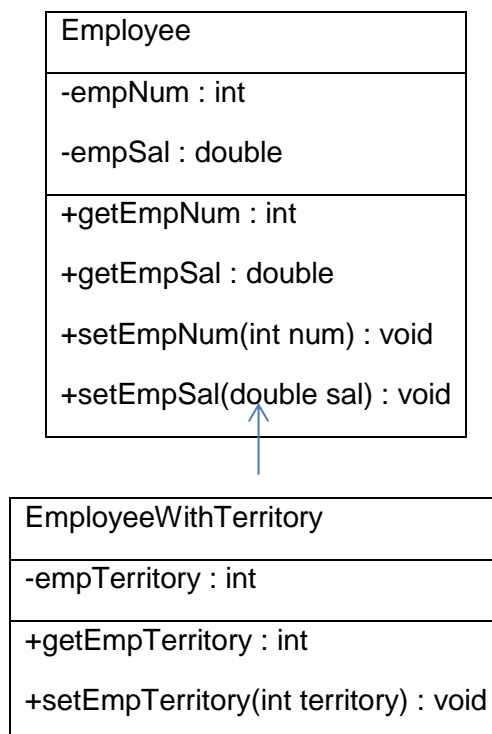 Employee
-empNum : int
-empSal : double
+getEmpNum : int
+getEmpSal : double
+setEmpNum(int num) : void
+setEmpSal(double sal) : void
EmployeeWithTerritory
-empTerritory : int
+getEmpTerritory : int
+setEmpTerritory(int territory) : void